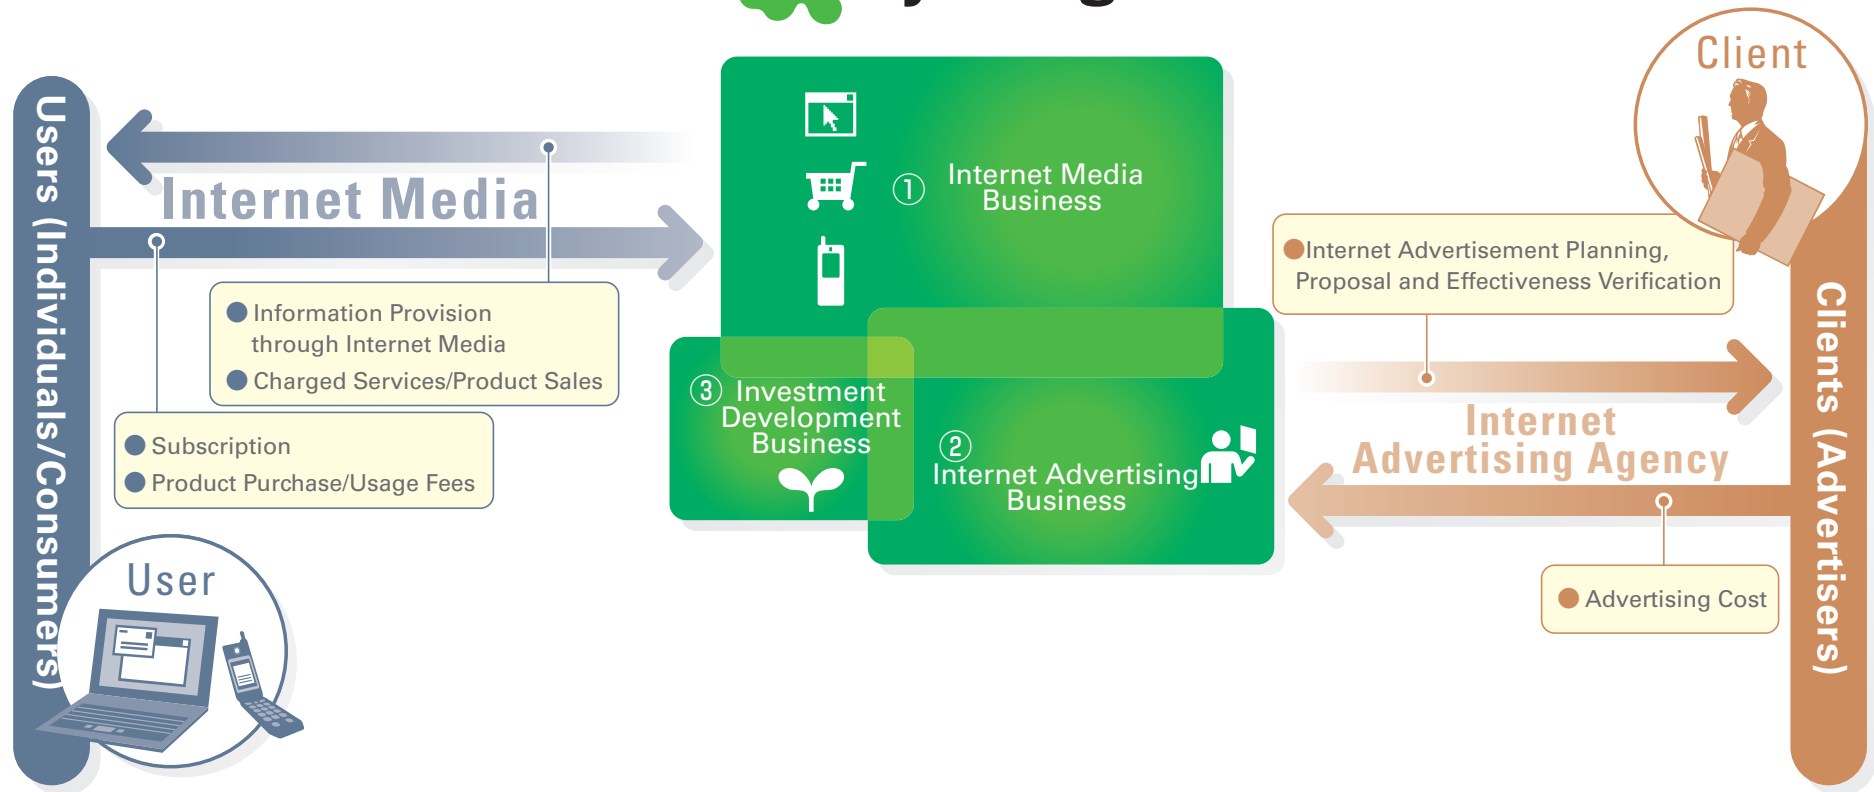 Client
Users (Individuals/Consumers)
Internet Media
① Internet Media
Business
●Internet Advertisement Planning,
Proposal and Effectiveness Verification
● Information Provision
through Internet Media
● Charged Services/Product Sales
Clients (Advertisers)
③ Investment
Development
Business
● Subscription
● Product Purchase/Usage Fees
②
Internet Advertising
Business
Internet
Advertising Agency
User
● Advertising Cost